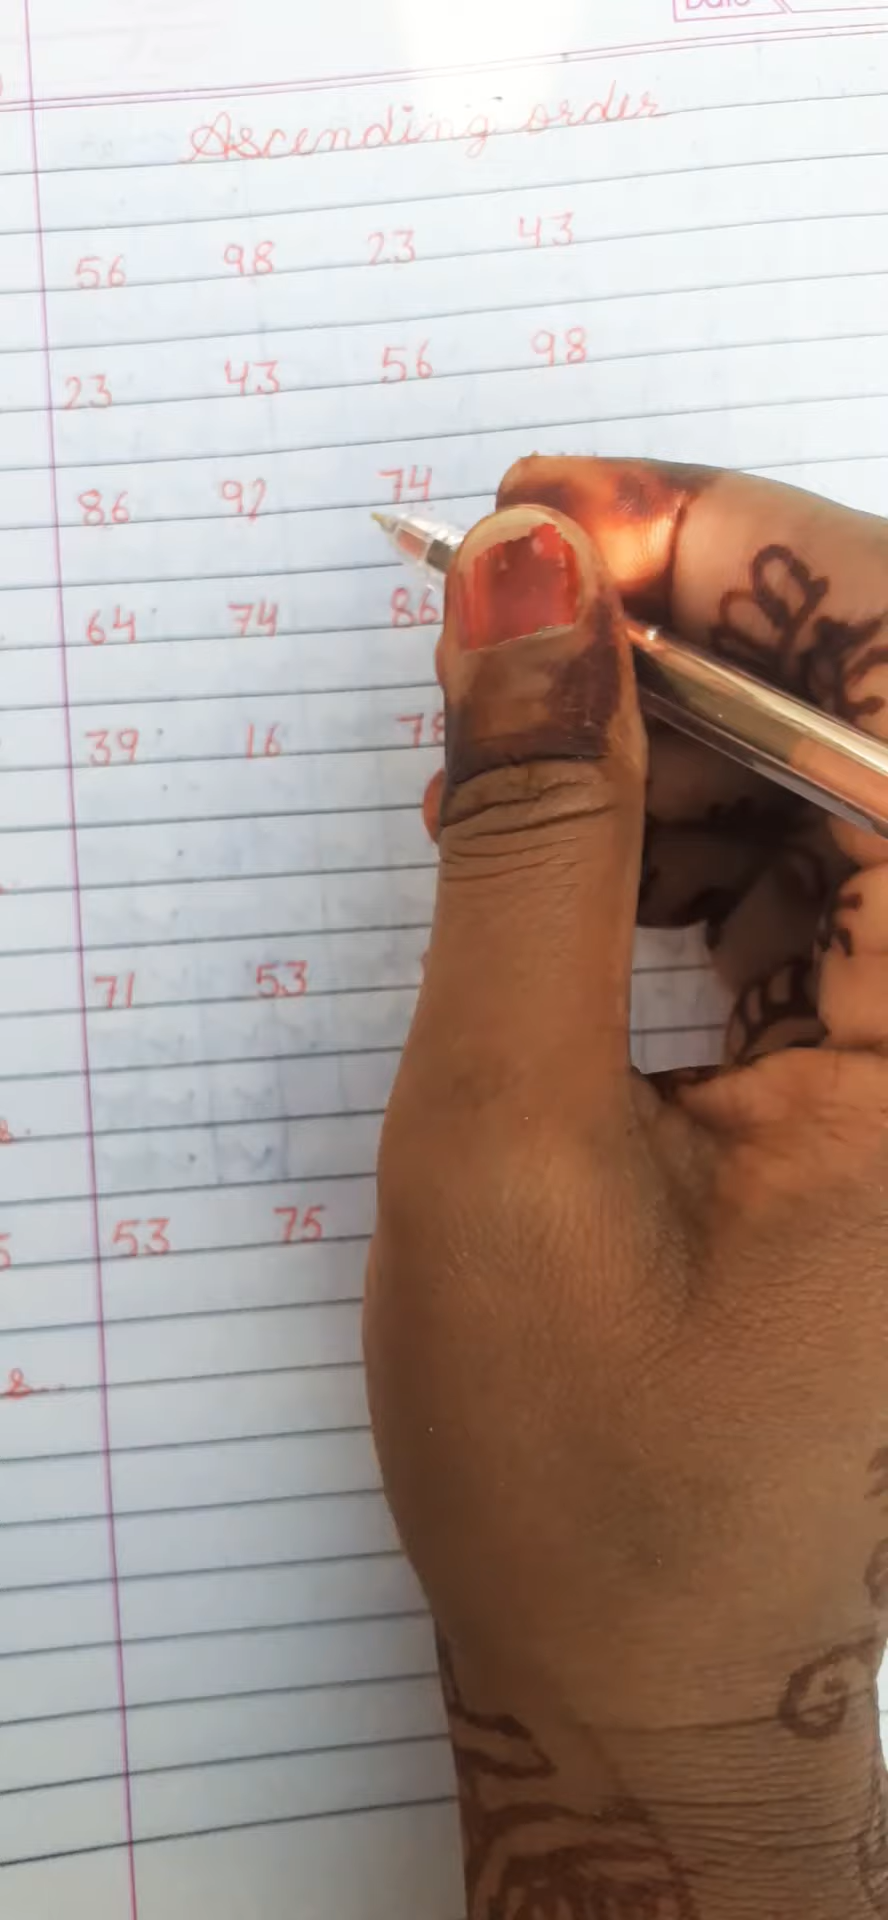 Ascending order
56 98 23 43
23 43 56 98
86 92 74
64 74 86
39 16 78
71 53
53 75